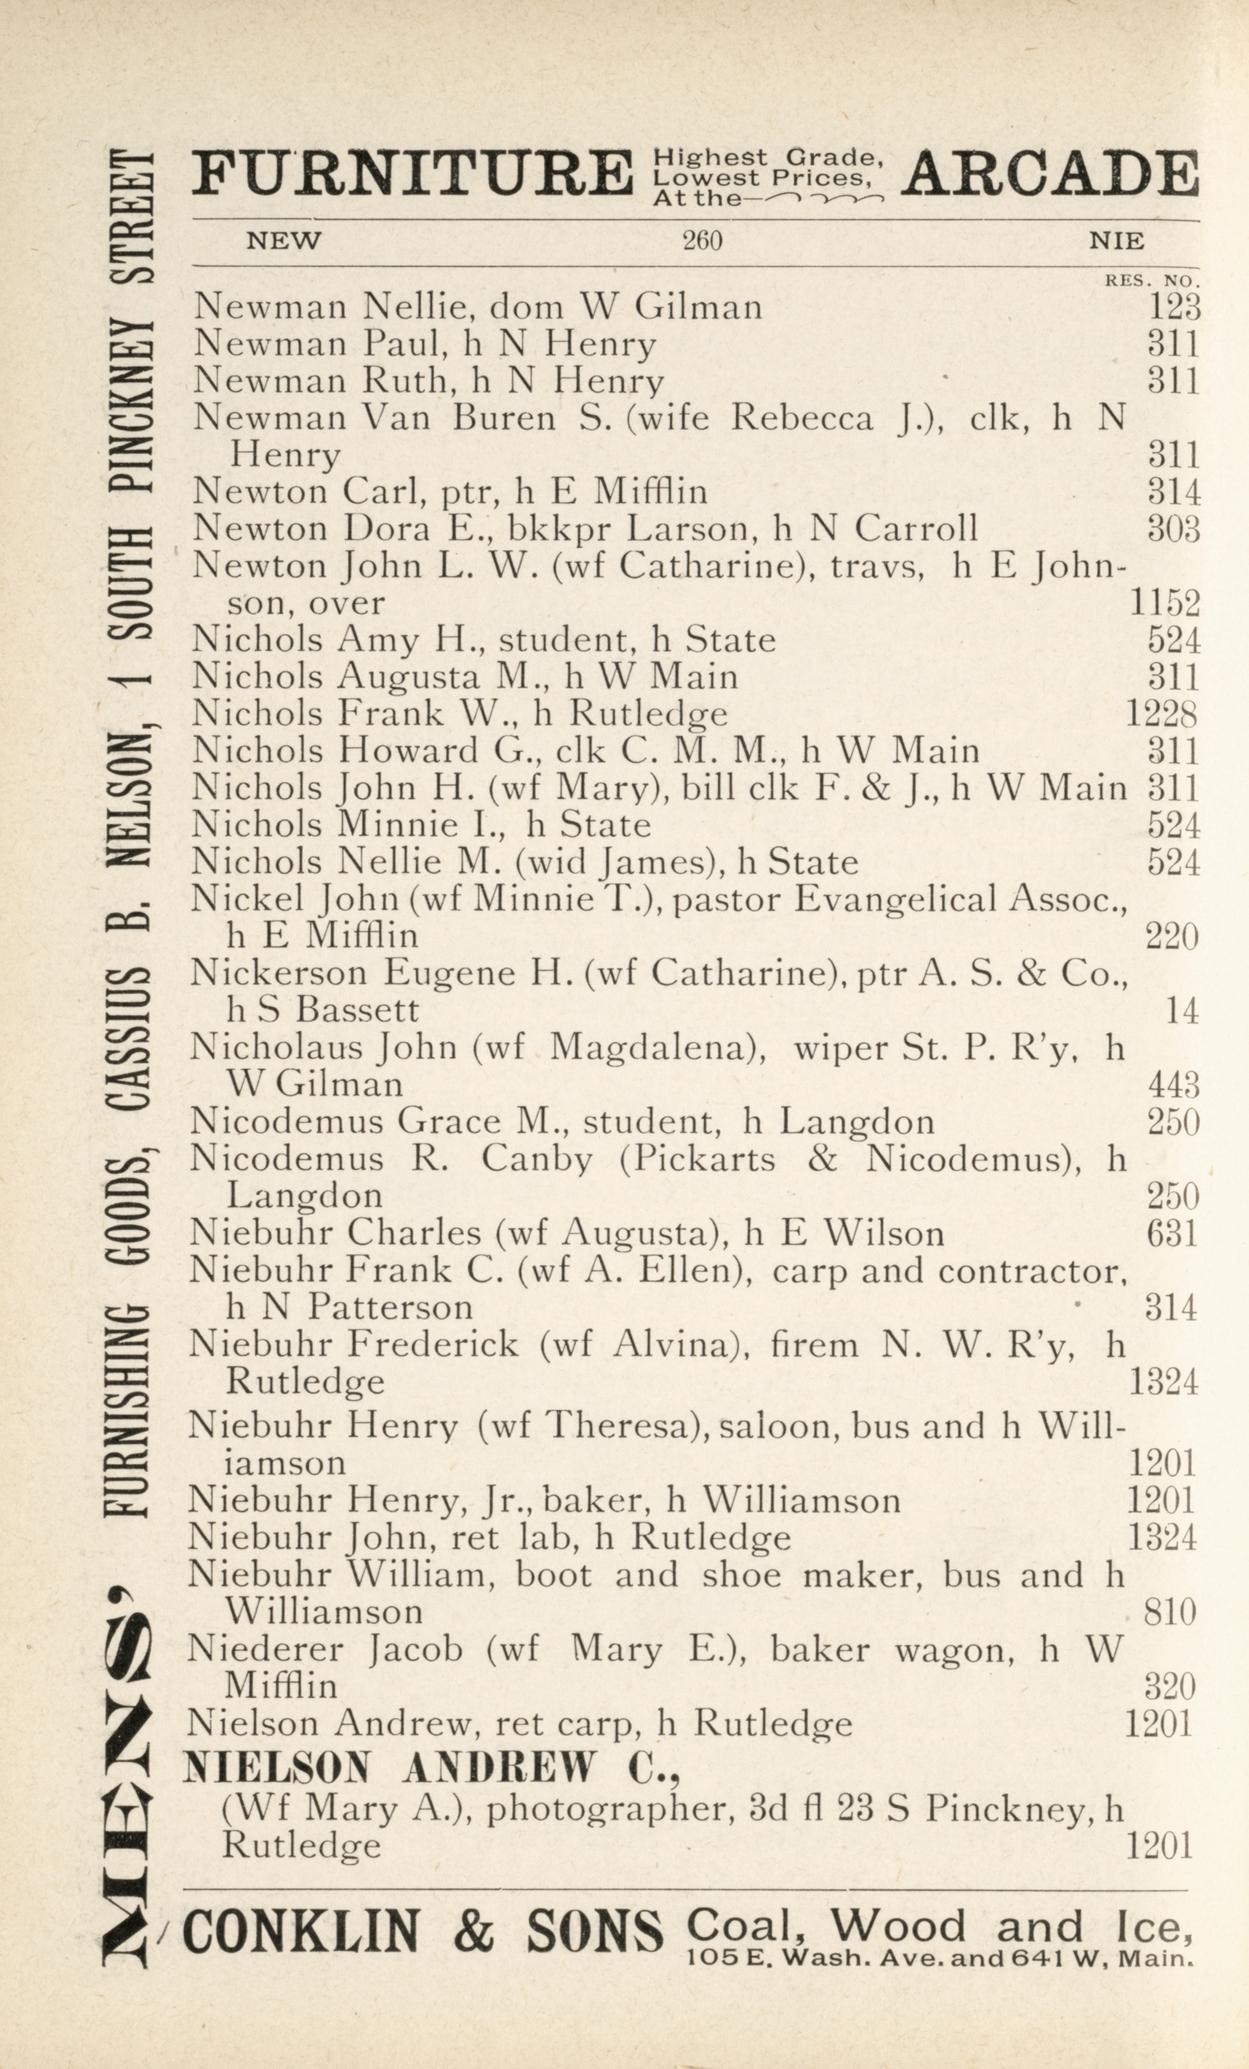 FURNITURE Highest Grade, ARCADE
Lowest Prices,
At the
NEW 260 NIE
RES. NO.
Newman Nellie, dom W Gilman 123
Newman Paul, h N Henry 311
Newman Ruth, h N Henry 311
Newman Van Buren S. (wife Rebecca J.), clk, h N
Henry 311
Newton Carl, ptr, h E Mifflin 314
Newton Dora E., bkkpr Larson, h N Carroll 303
Newton John L. W. (wf Catharine), travs, h E John-
son, over 1152
Nichols Amy H., student, h State 524
Nichols Augusta M., h W Main 311
Nichols Frank W., h Rutledge 1228
Nichols Howard G., clk C. M. M., h W Main 311
Nichols John H. (wf Mary), bill clk F. & J., h W Main 311
Nichols Minnie I., h State 524
Nichols Nellie M. (wid James), h State 524
Nickel John (wf Minnie T.), pastor Evangelical Assoc.,
h E Mifflin 220
Nickerson Eugene H. (wf Catharine), ptr A. S. & Co.,
h S Bassett 14
Nicholaus John (wf Magdalena), wiper St. P. R'y, h
W Gilman 443
Nicodemus Grace M., student, h Langdon 250
Nicodemus R. Canby (Pickarts & Nicodemus), h
Langdon 250
Niebuhr Charles (wf Augusta), h E Wilson 631
Niebuhr Frank C. (wf A. Ellen), carp and contractor,
h N Patterson 314
Niebuhr Frederick (wf Alvina), firem N. W. R'y, h
Rutledge 1324
Niebuhr Henry (wf Theresa), saloon, bus and h Will-
iamson 1201
Niebuhr Henry, Jr., baker, h Williamson 1201
Niebuhr John, ret lab, h Rutledge 1324
Niebuhr William, boot and shoe maker, bus and h
Williamson 810
Niederer Jacob (wf Mary E.), baker wagon, h W
Mifflin 320
Nielson Andrew, ret carp, h Rutledge 1201
NIELSON ANDREW C.,
(Wf Mary A.), photographer, 3d fl 23 S Pinckney, h
Rutledge 1201
CONKLIN & SONS Coal, Wood and Ice,
105 E. Wash. Ave. and 641 W, Main.
MENS' FURNISHING GOODS, CASSIUS B. NELSON, 1 SOUTH PINCKNEY STREET